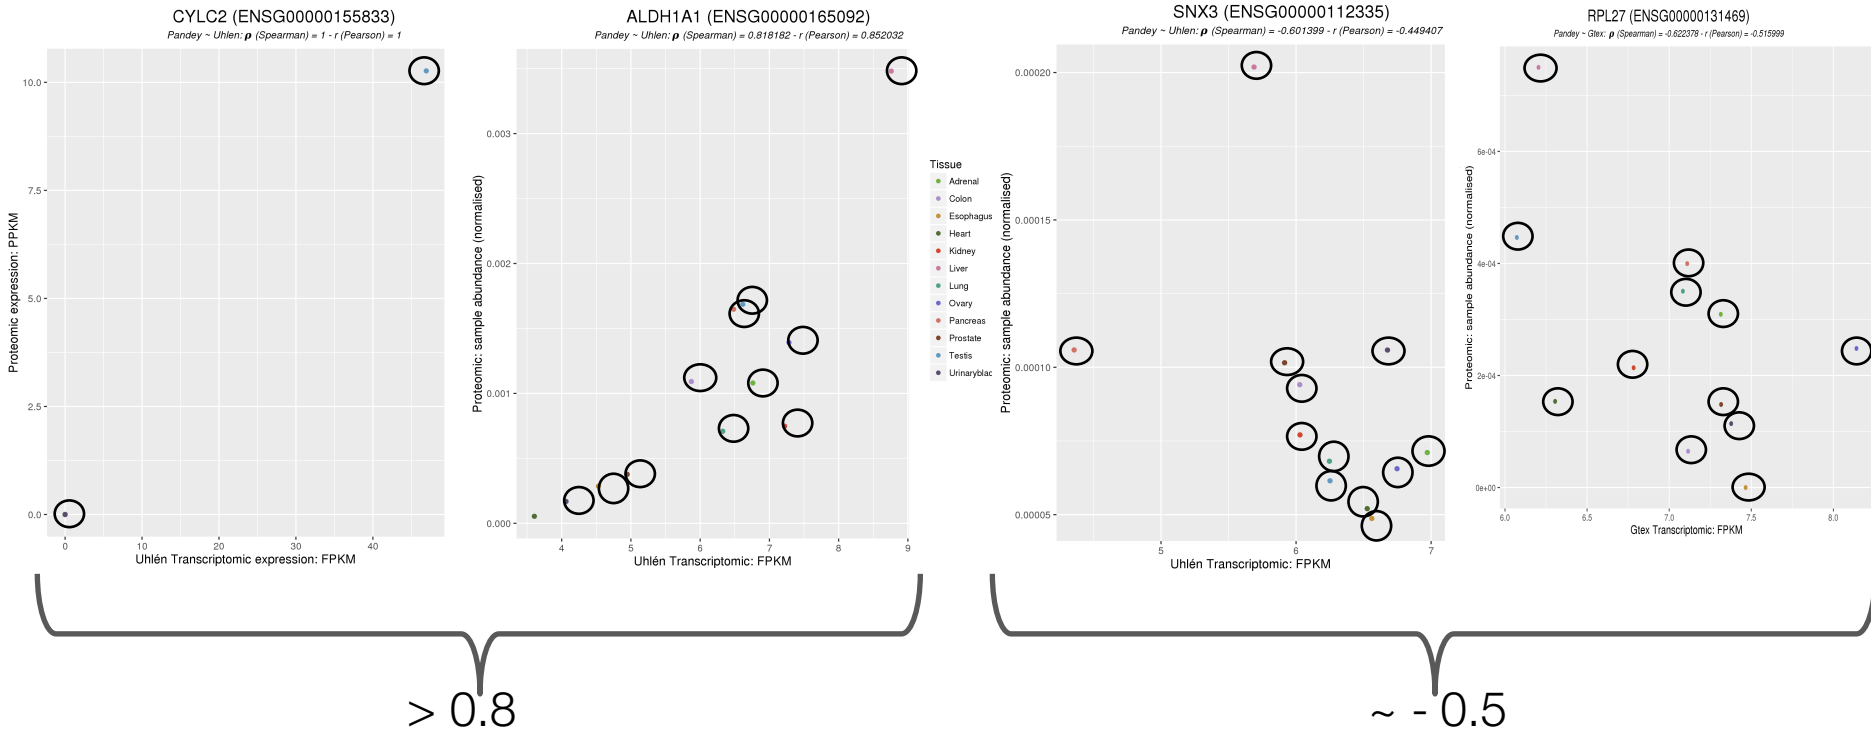 CYLC2 (ENSG00000155833)
Pandey ~ Uhlen: ρ (Spearman) = 1 - r (Pearson) = 1
Proteomic expression: PPKM
10.0
7.5
5.0
2.5
0.0
0
10
20
30
40
Uhlén Transcriptomic expression: FPKM
ALDH1A1 (ENSG00000165092)
Pandey ~ Uhlen: ρ (Spearman) = 0.818182 - r (Pearson) = 0.852032
Proteomic: sample abundance (normalised)
0.003
0.002
0.001
0.000
4
5
6
7
8
9
Uhlén Transcriptomic: FPKM
Tissue
Adrenal
Colon
Esophagus
Heart
Kidney
Liver
Lung
Ovary
Pancreas
Prostate
Testis
Urinaryblac
SNX3 (ENSG00000112335)
Pandey ~ Uhlen: ρ (Spearman) = -0.601399 - r (Pearson) = -0.449407
Proteomic: sample abundance (normalised)
0.00020
0.00015
0.00010
0.00005
5
6
7
Uhlén Transcriptomic: FPKM
RPL27 (ENSG00000131469)
Pandey ~ Gtex: ρ (Spearman) = -0.622378 - r (Pearson) = -0.515999
Proteomic: sample abundance (normalised)
6e-04
4e-04
2e-04
0e+00
6.0
6.5
7.0
7.5
8.0
Gtex Transcriptomic: FPKM
> 0.8
~ - 0.5